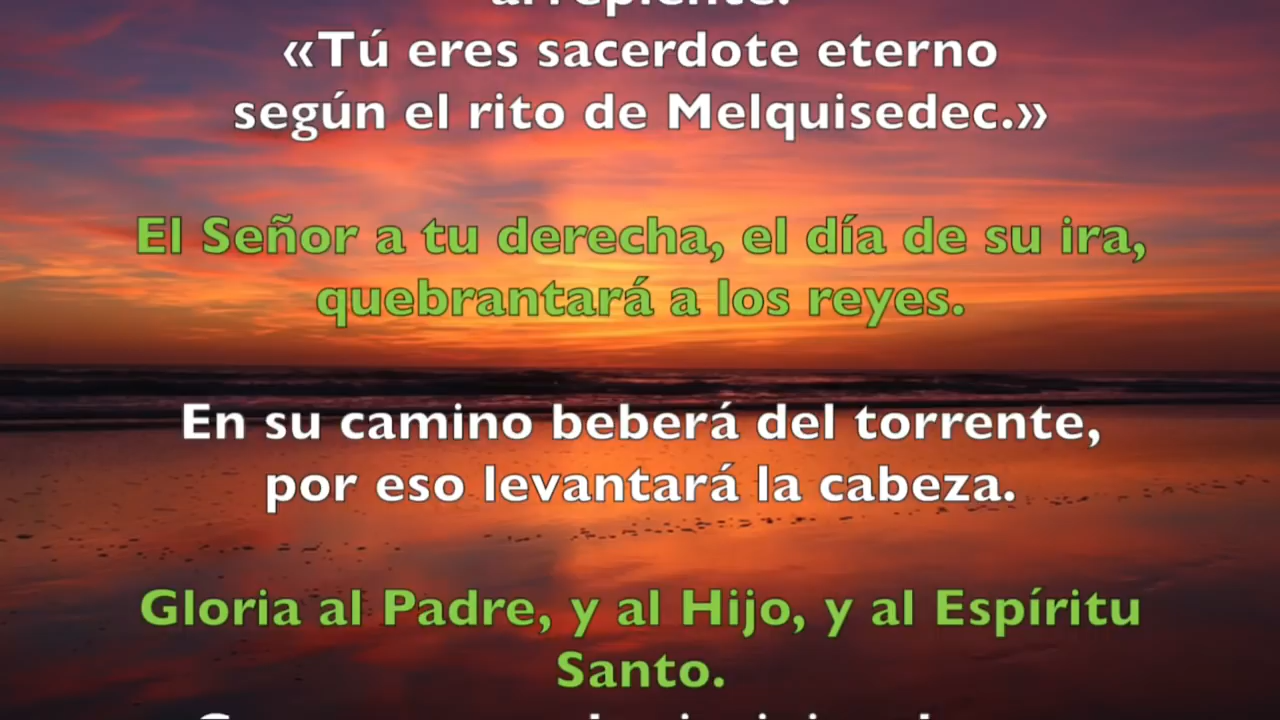 arrepiente:
«Tú eres sacerdote eterno
según el rito de Melquisedec.»
El Señor a tu derecha, el día de su ira,
quebrantará a los reyes.
En su camino beberá del torrente,
por eso levantará la cabeza.
Gloria al Padre, y al Hijo, y al Espíritu
Santo.